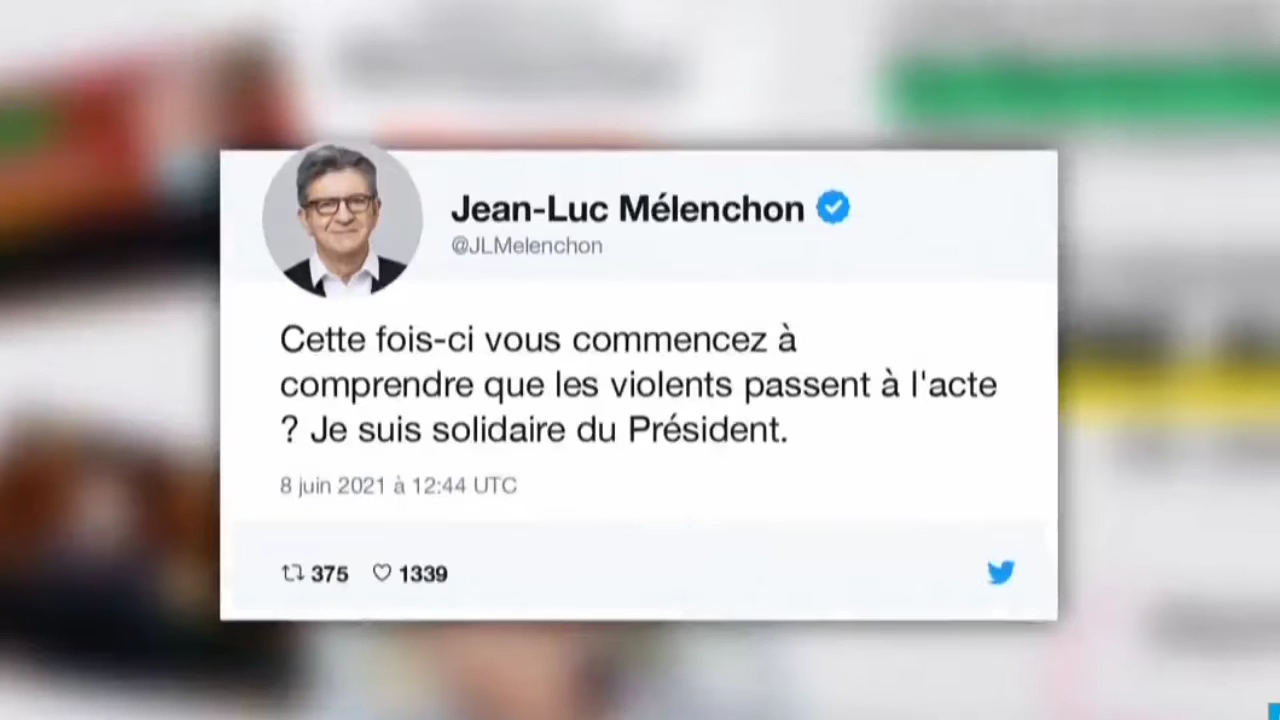 Jean-Luc Mélenchon
@JLMelenchon
Cette fois-ci vous commencez à
comprendre que les violents passent à l'acte
? Je suis solidaire du Président.
8 juin 2021 à 12:44 UTC
375 1339